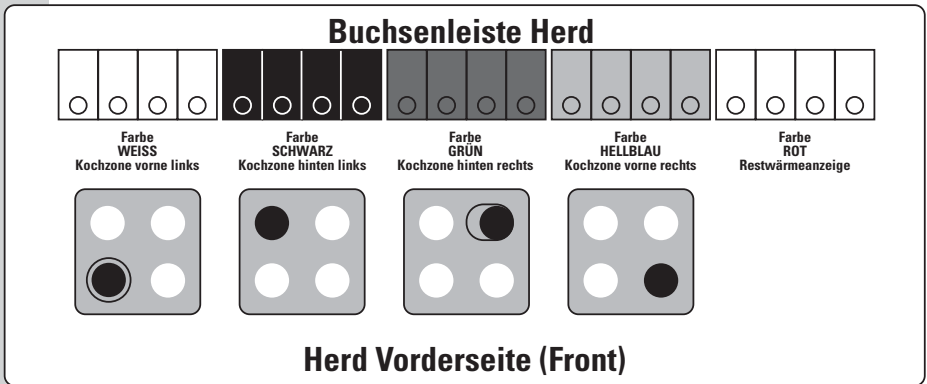 Buchsenleiste Herd
Farbe
WEISS
Kochzone vorne links
Farbe
SCHWARZ
Kochzone hinten links
Farbe
GRÜN
Kochzone hinten rechts
Farbe
HELLBLAU
Kochzone vorne rechts
Farbe
ROT
Restwärmeanzeige
Herd Vorderseite (Front)